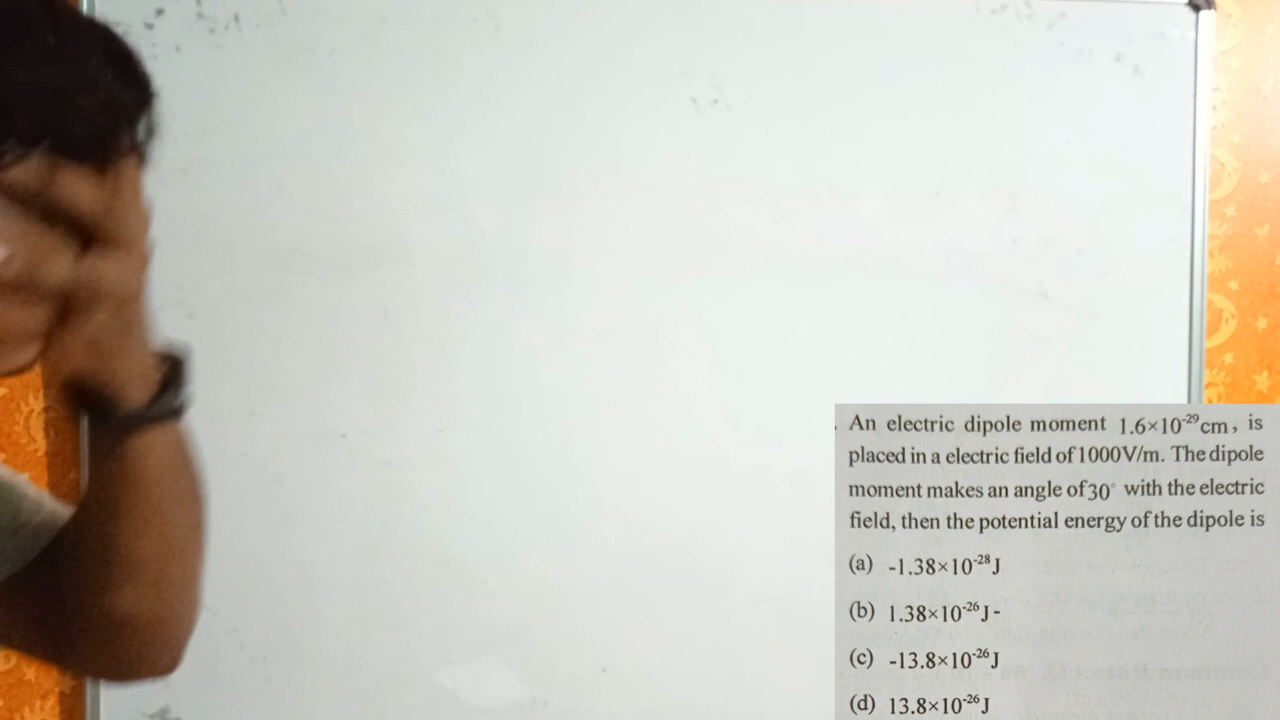 An electric dipole moment 1.6×10⁻²⁹cm, is
placed in a electric field of 1000V/m. The dipole
moment makes an angle of 30° with the electric
field, then the potential energy of the dipole is
(a) -1.38×10⁻²⁸J
(b) 1.38×10⁻²⁶J -
(c) -13.8×10⁻²⁶J
(d) 13.8×10⁻²⁶J